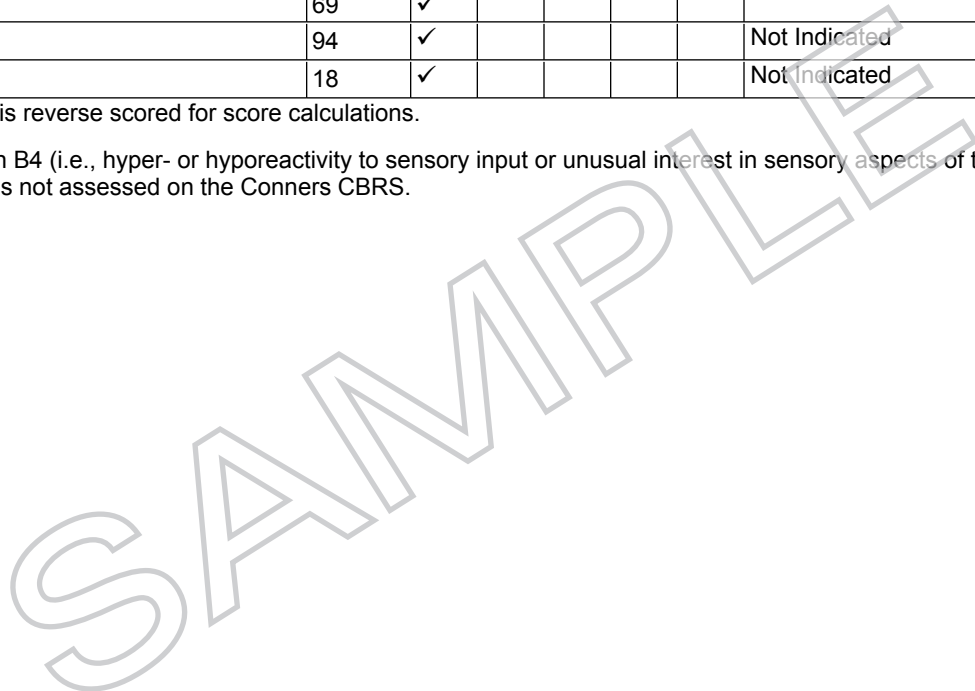 69 ✓
94 ✓ Not Indicated
18 ✓ Not Indicated
is reverse scored for score calculations.
B4 (i.e., hyper- or hyporeactivity to sensory input or unusual interest in sensory aspects of
not assessed on the Conners CBRS.
SAMPLE